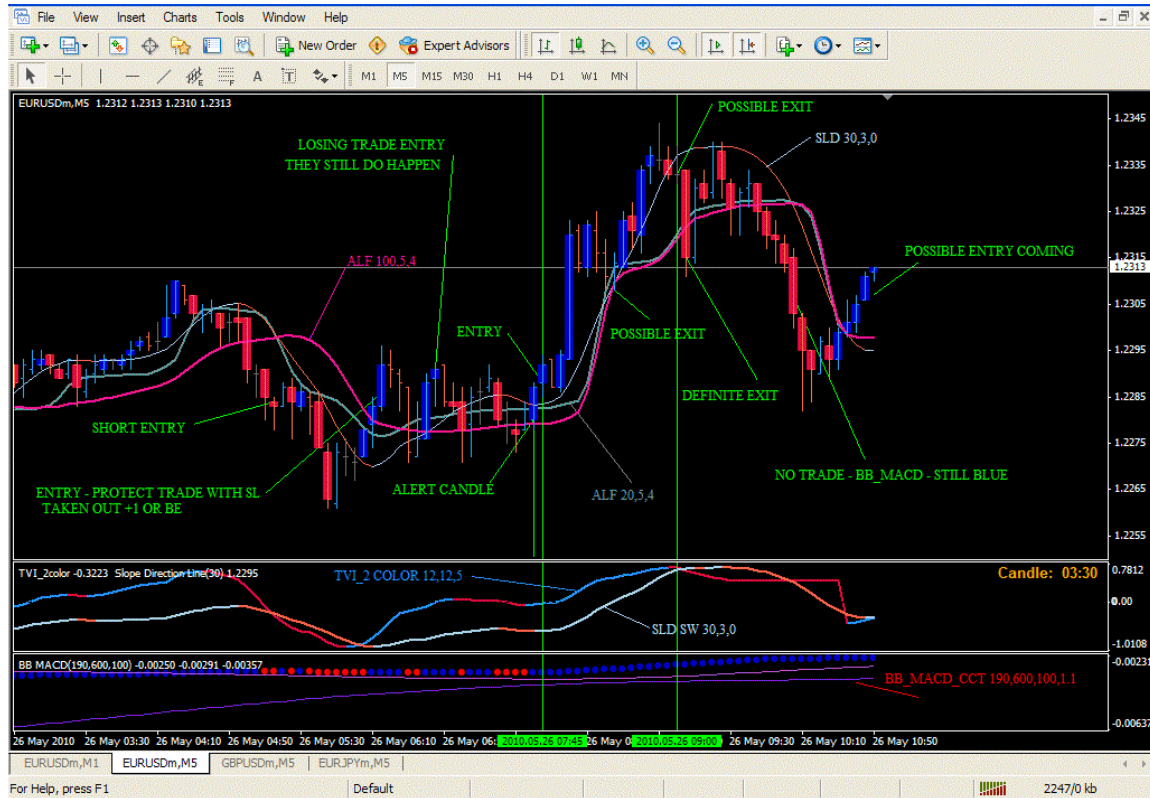 File View Insert Charts Tools Window Help
New Order Expert Advisors
A T M1 M5 M15 M30 H1 H4 D1 W1 MN
EURUSDm,M5 1.2312 1.2313 1.2310 1.2313
POSSIBLE EXIT
1.2345
LOSING TRADE ENTRY
THEY STILL DO HAPPEN
SLD 30,3,0
1.2335
1.2325
ALF 100,5,4
POSSIBLE ENTRY COMING
1.2315
1.2313
1.2305
ENTRY
POSSIBLE EXIT
1.2295
DEFINITE EXIT
1.2285
SHORT ENTRY
1.2275
NO TRADE - BB_MACD - STILL BLUE
ENTRY - PROTECT TRADE WITH SL
TAKEN OUT +1 OR BE
ALERT CANDLE
ALF 20,5,4
1.2265
1.2255
TVI_2color -0.3223 Slope Direction Line(30) 1.2295
TVI_2 COLOR 12,12,5
Candle: 03:30
0.7812
0.00
SLD SW 30,3,0
-1.0108
BB MACD(190,600,100) -0.00250 -0.00291 -0.00357
-0.00231
BB_MACD_CCT 190,600,100,1.1
-0.00637
26 May 2010 26 May 03:30 26 May 04:10 26 May 04:50 26 May 05:30 26 May 06:10 26 May 06: 2010.05.26 07:45 26 May 2010.05.26 09:00 26 May 09:30 26 May 10:10 26 May 10:50
EURUSDm,M1 EURUSDm,M5 GBPUSDm,M5 EURJPYm,M5
For Help, press F1 Default 2247/0 kb